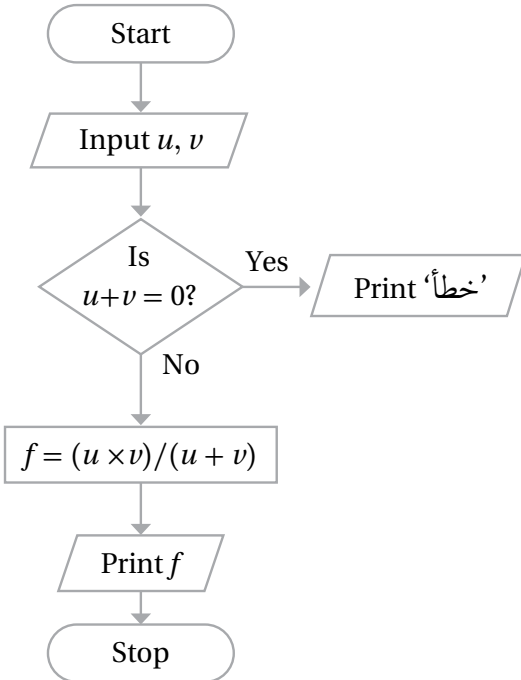 Start
Input u, v
Is
u+v = 0?
Yes
Print ‘خطأ’
No
f = (u ×v)/(u + v)
Print f
Stop